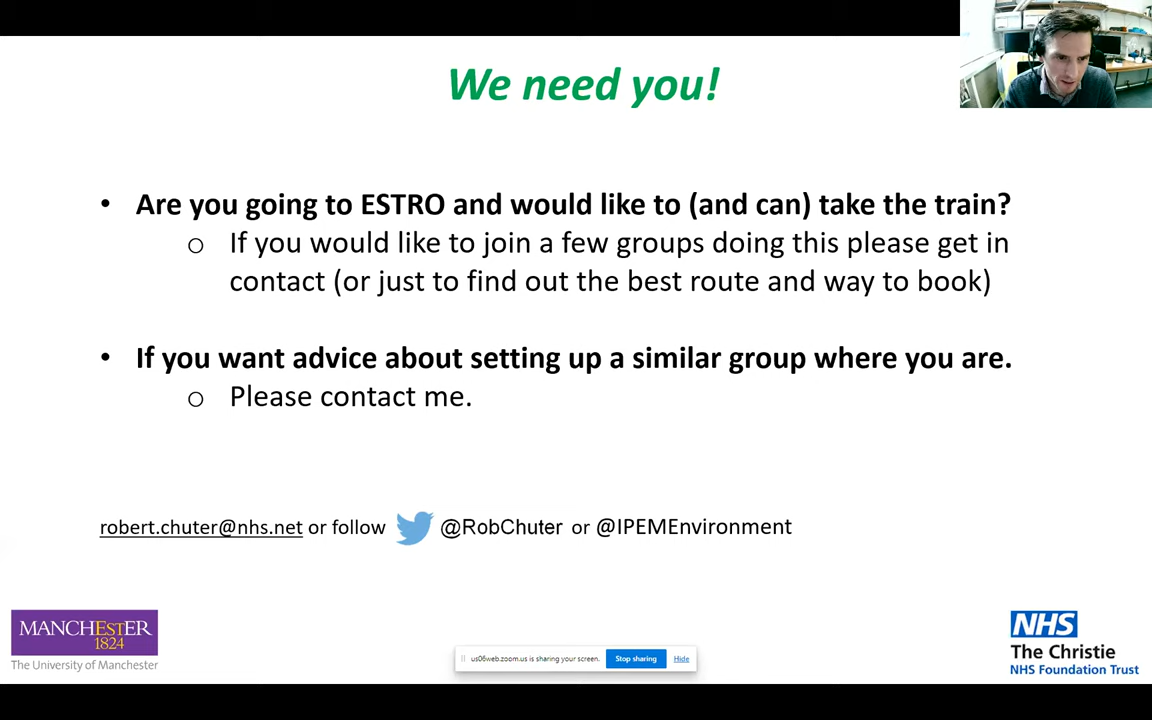 We need you!
• Are you going to ESTRO and would like to (and can) take the train?
o If you would like to join a few groups doing this please get in
contact (or just to find out the best route and way to book)
• If you want advice about setting up a similar group where you are.
o Please contact me.
robert.chuter@nhs.net or follow @RobChuter or @IPEMEnvironment
MANCHESTER
1824
The University of Manchester
us06web.zoom.us is sharing your screen. Stop sharing Hide
NHS
The Christie
NHS Foundation Trust